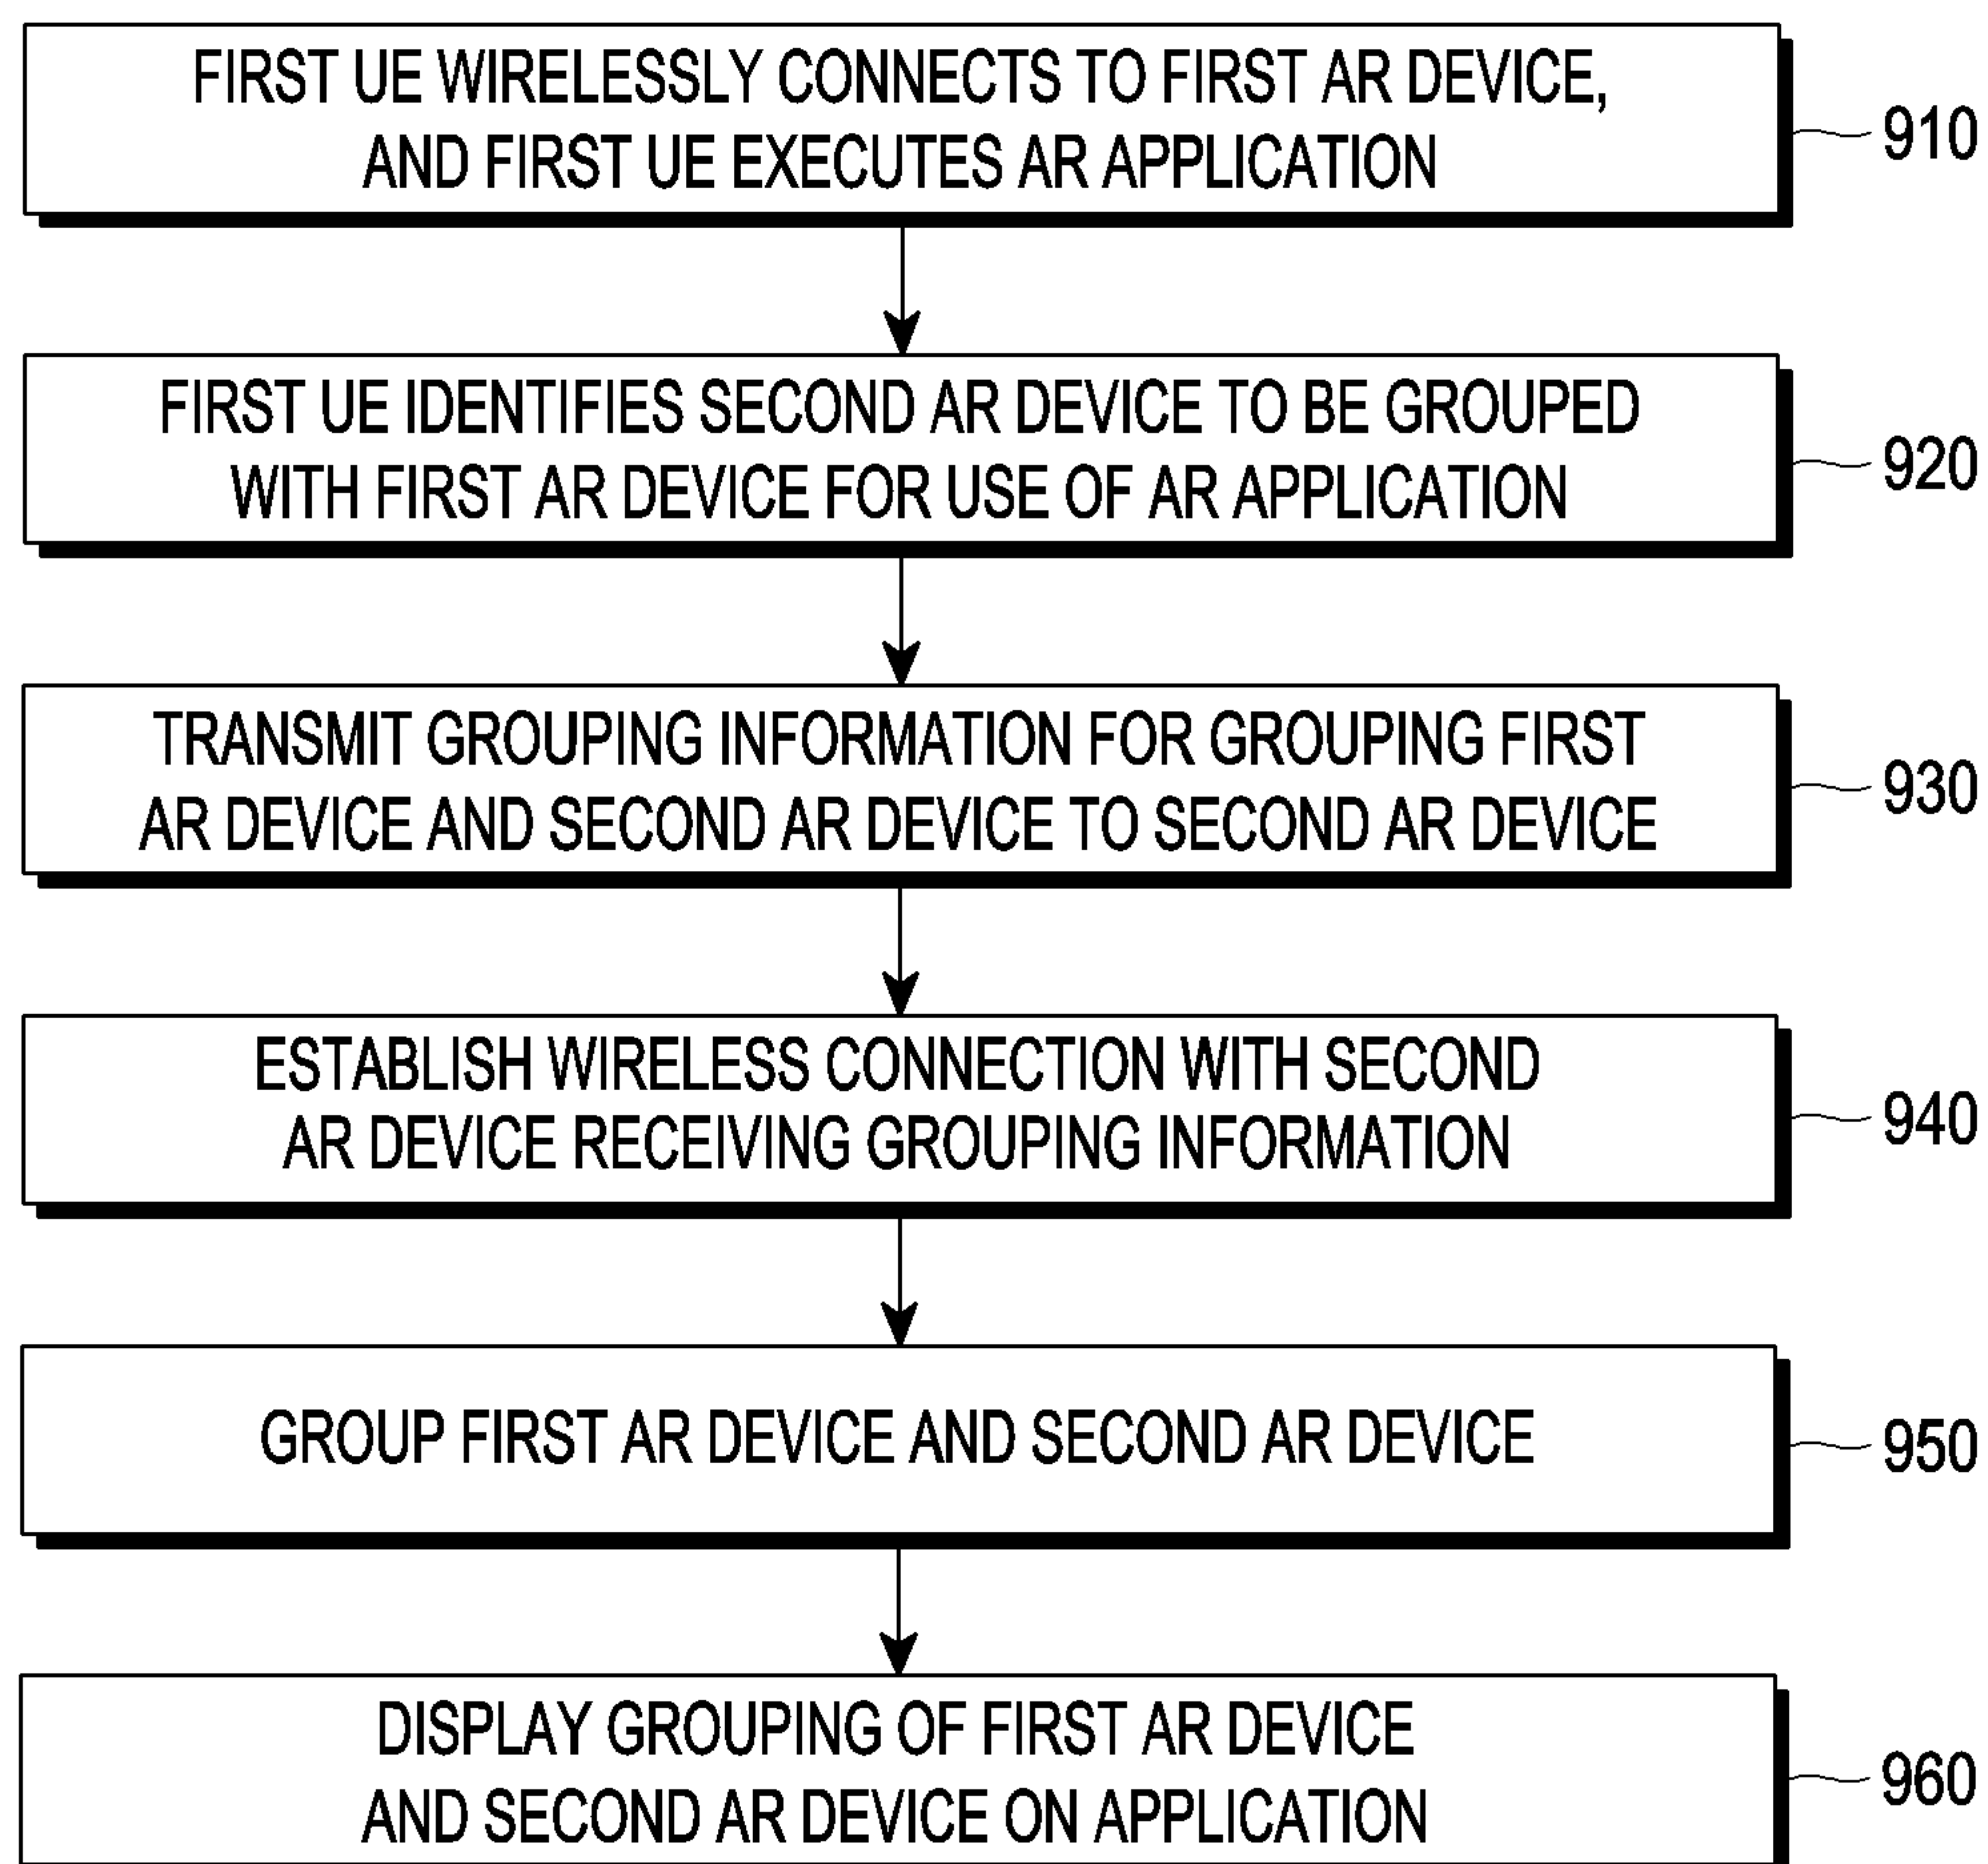 FIRST UE WIRELESSLY CONNECTS TO FIRST AR DEVICE,
AND FIRST UE EXECUTES AR APPLICATION
910
FIRST UE IDENTIFIES SECOND AR DEVICE TO BE GROUPED
WITH FIRST AR DEVICE FOR USE OF AR APPLICATION
920
TRANSMIT GROUPING INFORMATION FOR GROUPING FIRST
AR DEVICE AND SECOND AR DEVICE TO SECOND AR DEVICE
930
ESTABLISH WIRELESS CONNECTION WITH SECOND
AR DEVICE RECEIVING GROUPING INFORMATION
940
GROUP FIRST AR DEVICE AND SECOND AR DEVICE
950
DISPLAY GROUPING OF FIRST AR DEVICE
AND SECOND AR DEVICE ON APPLICATION
960